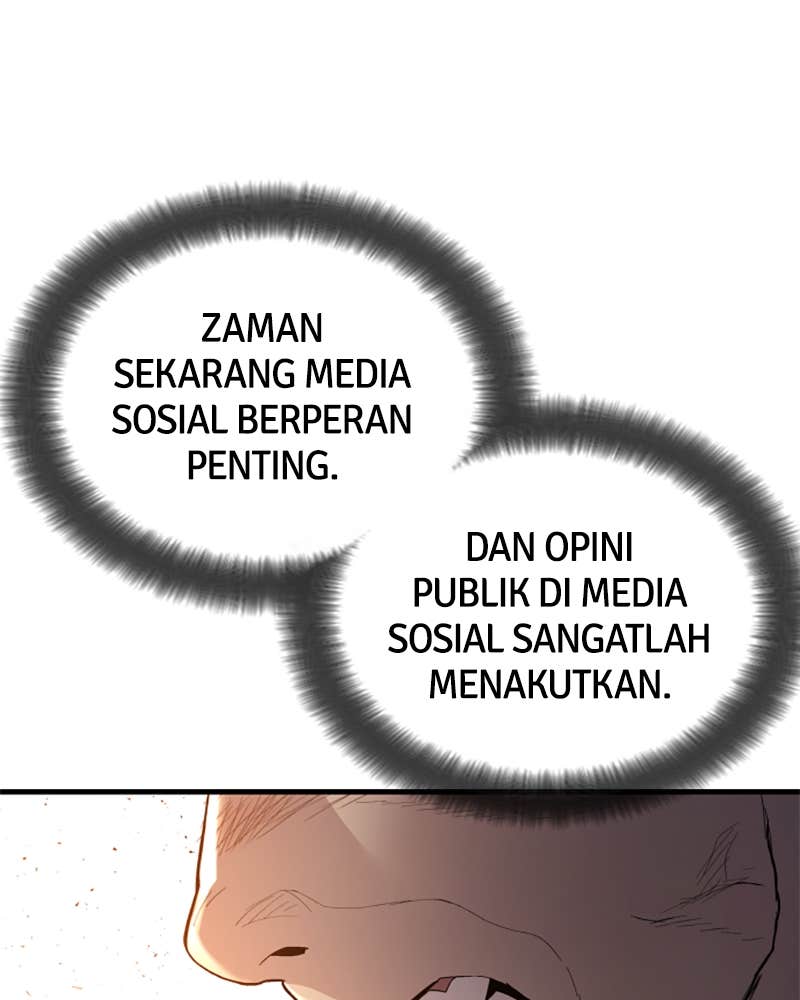 ZAMAN
SEKARANG MEDIA
SOSIAL BERPERAN
PENTING.
DAN OPINI
PUBLIK DI MEDIA
SOSIAL SANGATLAH
MENAKUTKAN.